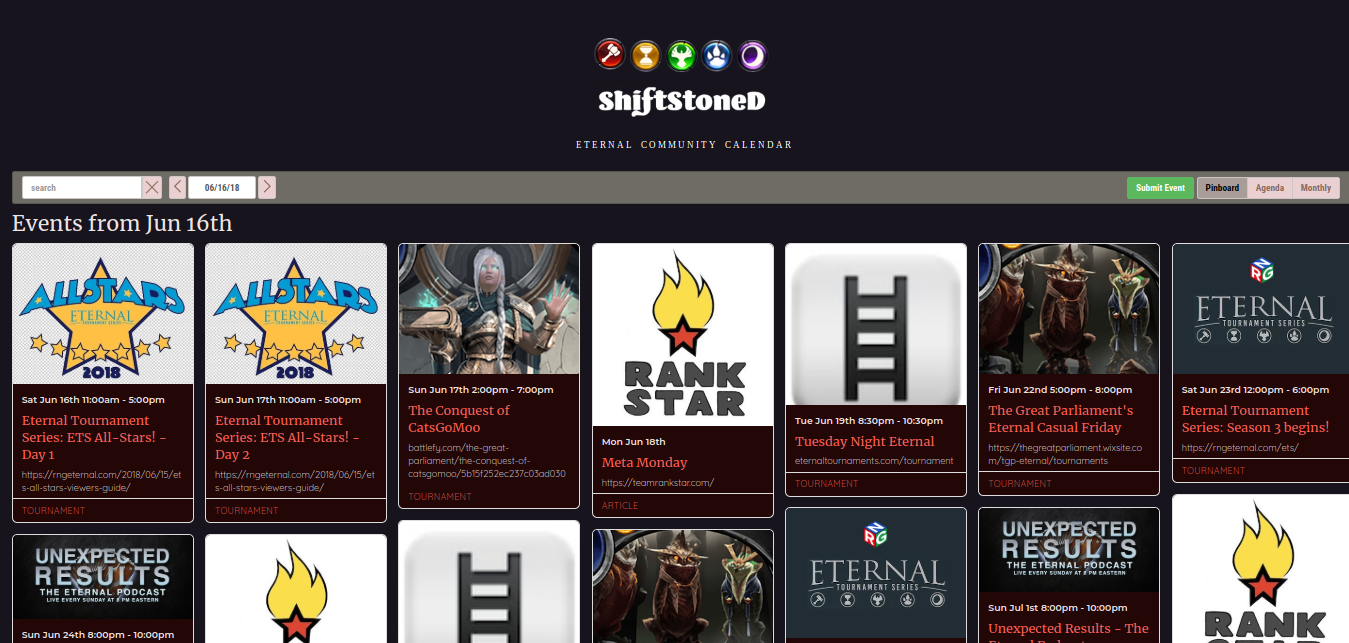 ShiftStoneD
ETERNAL COMMUNITY CALENDAR
search
06/16/18
Submit Event
Pinboard
Agenda
Monthly
Events from Jun 16th
ALLSTARS
ETERNAL
TOURNAMENT SERIES
2018
Sat Jun 16th 11:00am - 5:00pm
Eternal Tournament
Series: ETS All-Stars! -
Day 1
https://rngeternal.com/2018/06/15/et
s-all-stars-viewers-guide/
TOURNAMENT
ALLSTARS
ETERNAL
TOURNAMENT SERIES
2018
Sun Jun 17th 11:00am - 5:00pm
Eternal Tournament
Series: ETS All-Stars! -
Day 2
https://rngeternal.com/2018/06/15/et
s-all-stars-viewers-guide/
TOURNAMENT
Sun Jun 17th 2:00pm - 7:00pm
The Conquest of
CatsGoMoo
battlefy.com/the-great-
parliament/the-conquest-of-
catsgomoo/5b15f252ec237c03ad030
TOURNAMENT
RANK
STAR
Mon Jun 18th
Meta Monday
https://teamrankstar.com/
ARTICLE
Tue Jun 19th 8:30pm - 10:30pm
Tuesday Night Eternal
eternaltournaments.com/tournament
TOURNAMENT
Fri Jun 22nd 5:00pm - 8:00pm
The Great Parliament's
Eternal Casual Friday
https://thegreatparliament.wixsite.co
m/tgp-eternal/tournaments
TOURNAMENT
RNG
ETERNAL
TOURNAMENT SERIES
Sat Jun 23rd 12:00pm - 6:00pm
Eternal Tournament
Series: Season 3 begins!
https://rngeternal.com/ets/
TOURNAMENT
UNEXPECTED
RESULTS
THE ETERNAL PODCAST
LIVE EVERY SUNDAY AT 8 PM EASTERN
Sun Jun 24th 8:00pm - 10:00pm
RNG
ETERNAL
TOURNAMENT SERIES
UNEXPECTED
RESULTS
THE ETERNAL PODCAST
LIVE EVERY SUNDAY AT 8 PM EASTERN
Sun Jul 1st 8:00pm - 10:00pm
Unexpected Results - The
RANK